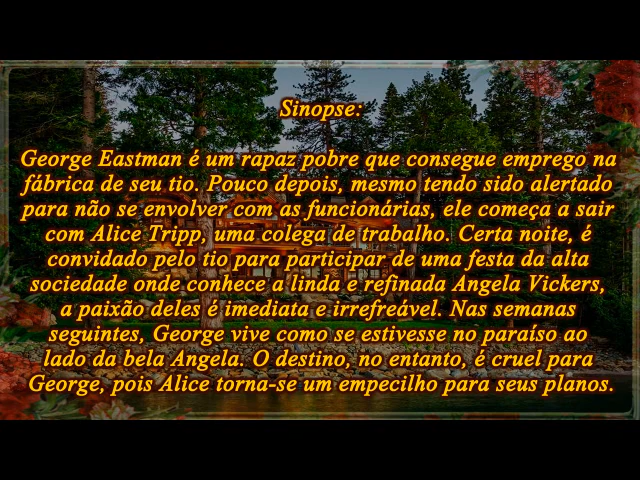 Sinopse:
George Eastman é um rapaz pobre que consegue emprego na
fábrica de seu tio. Pouco depois, mesmo tendo sido alertado
para não se envolver com as funcionárias, ele começa a sair
com Alice Tripp, uma colega de trabalho. Certa noite, é
convidado pelo tio para participar de uma festa da alta
sociedade onde conhece a linda e refinada Angela Vickers,
a paixão deles é imediata e irrefreável. Nas semanas
seguintes, George vive como se estivesse no paraíso ao
lado da bela Angela. O destino, no entanto, é cruel para
George, pois Alice torna-se um empecilho para seus planos.